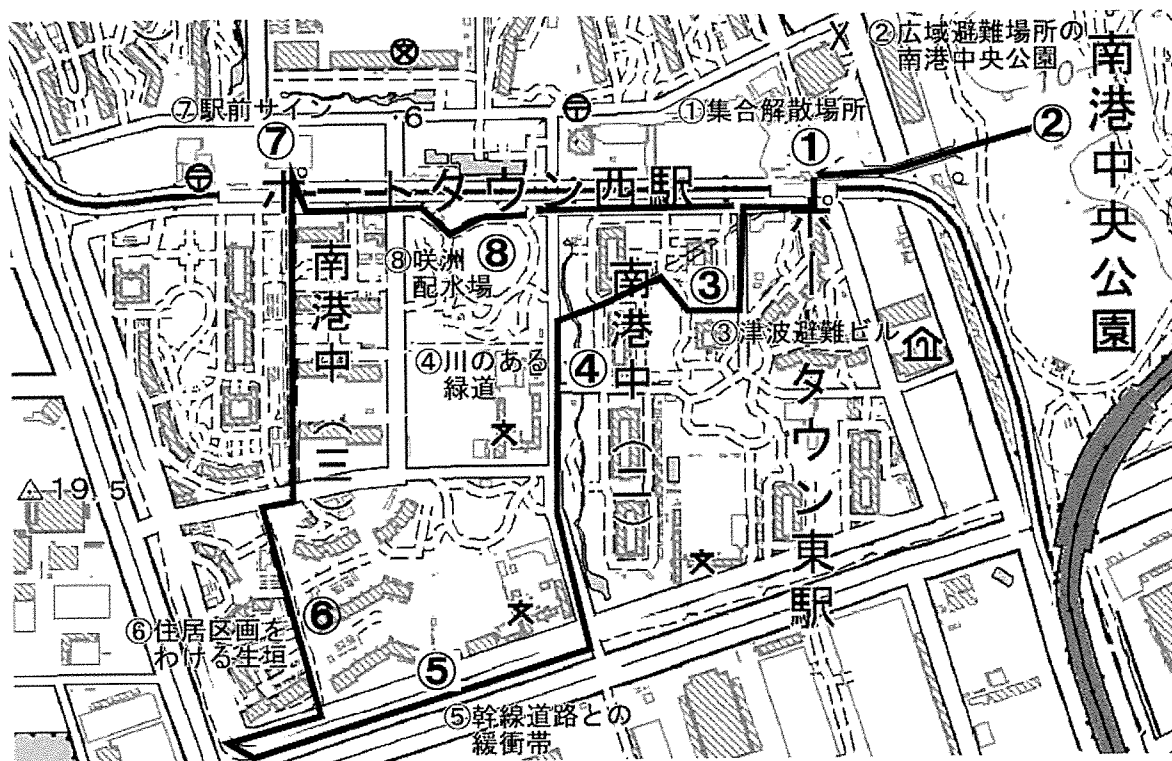 ②広域避難場所の
南港中央公園
南港中央公園
⑦駅前サイン
6
〒
①集合解散場所
②
⑦
①
〒
ポートタウン西駅
ポートタウン東駅
南港中(三)
⑧咲洲
配水場
⑧
南港中(二)
③
③津波避難ビル
④川のある
緑道
④
19.5
⑥住居区画を
わける生垣
⑥
⑤
⑤幹線道路との
緩衝帯